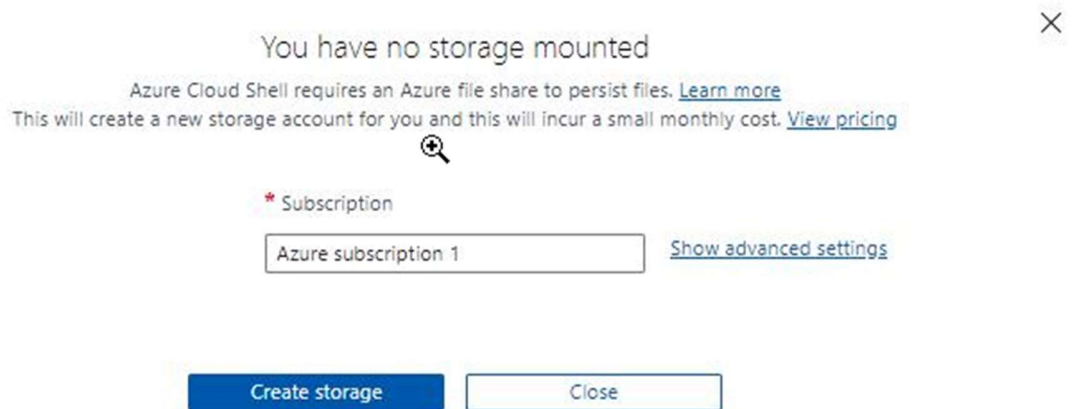 You have no storage mounted
Azure Cloud Shell requires an Azure file share to persist files. Learn more
This will create a new storage account for you and this will incur a small monthly cost. View pricing
* Subscription
Azure subscription 1
Show advanced settings
Create storage
Close